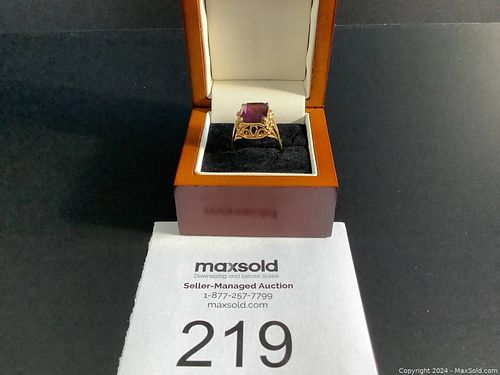 maxsold
Downsizing and Estate Sales
Seller-Managed Auction
1-877-257-7799
maxsold.com
219
Copyright 2024 - MaxSold.com